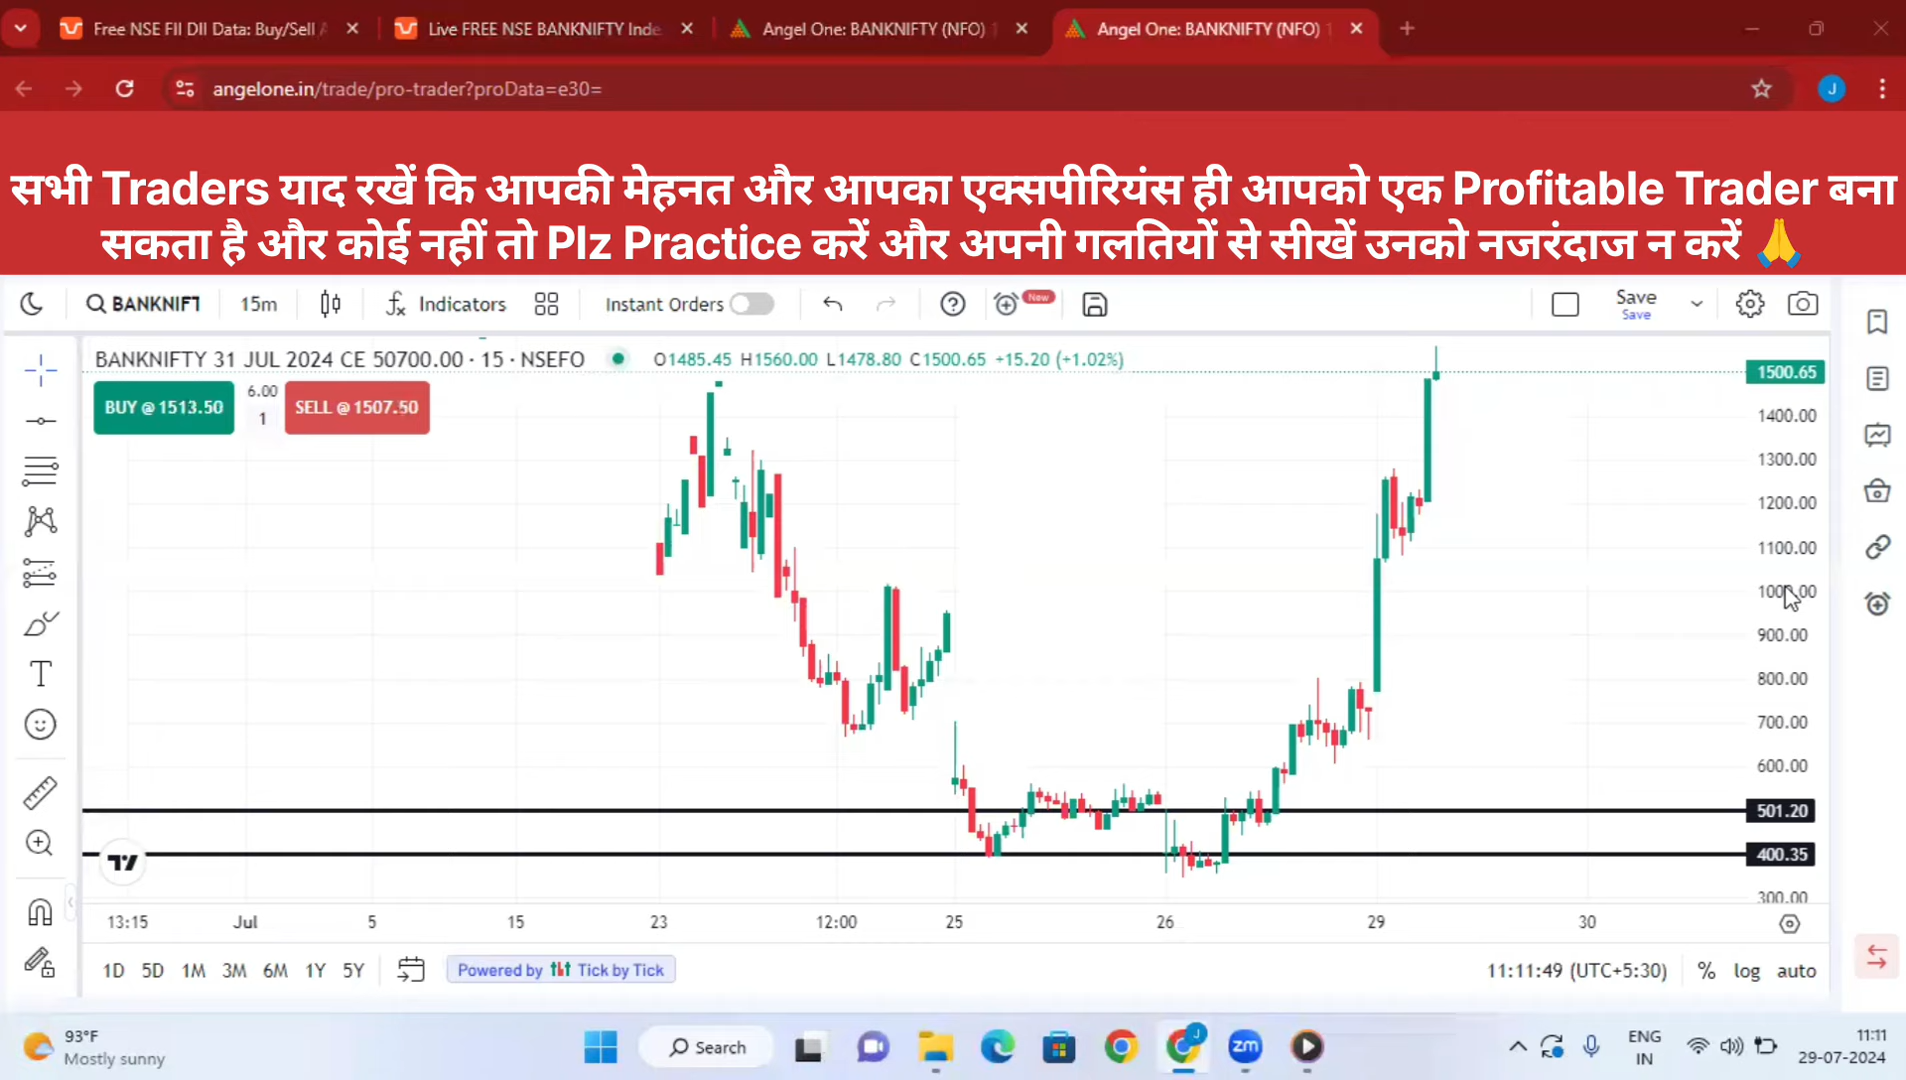 Free NSE FII DII Data: Buy/Sell A
Live FREE NSE BANKNIFTY Inde
Angel One: BANKNIFTY (NFO) 1
Angel One: BANKNIFTY (NFO) 1
angelone.in/trade/pro-trader?proData=e30=
J
सभी Traders याद रखें कि आपकी मेहनत और आपका एक्सपीरियंस ही आपको एक Profitable Trader बना
सकता है और कोई नहीं तो Plz Practice करें और अपनी गलतियों से सीखें उनको नजरंदाज न करें 🙏
BANKNIFT 15m Indicators Instant Orders New Save
Save
BANKNIFTY 31 JUL 2024 CE 50700.00 · 15 · NSEFO O1485.45 H1560.00 L1478.80 C1500.65 +15.20 (+1.02%)
BUY @ 1513.50 6.00 1 SELL @ 1507.50
1500.65
1400.00
1300.00
1200.00
1100.00
900.00
800.00
700.00
600.00
501.20
400.35
300.00
13:15 Jul 5 15 23 12:00 25 26 29 30
1D 5D 1M 3M 6M 1Y 5Y Powered by Tick by Tick 11:11:49 (UTC+5:30) % log auto
93°F
Mostly sunny
Search
J
zm
ENG
IN
11:11
29-07-2024